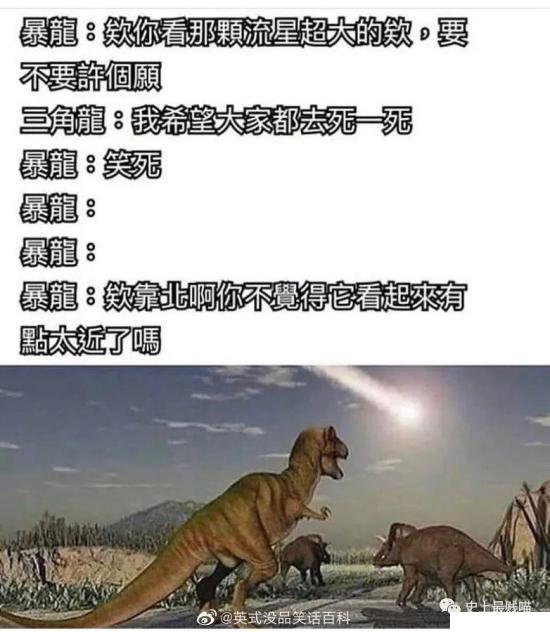 暴龍：欸你看那顆流星超大的欸，要
不要許個願
三角龍：我希望大家都去死一死
暴龍：笑死
暴龍：
暴龍：
暴龍：欸靠北啊你不覺得它看起來有
點太近了嗎
@英式没品笑话百科
史上最贱喵